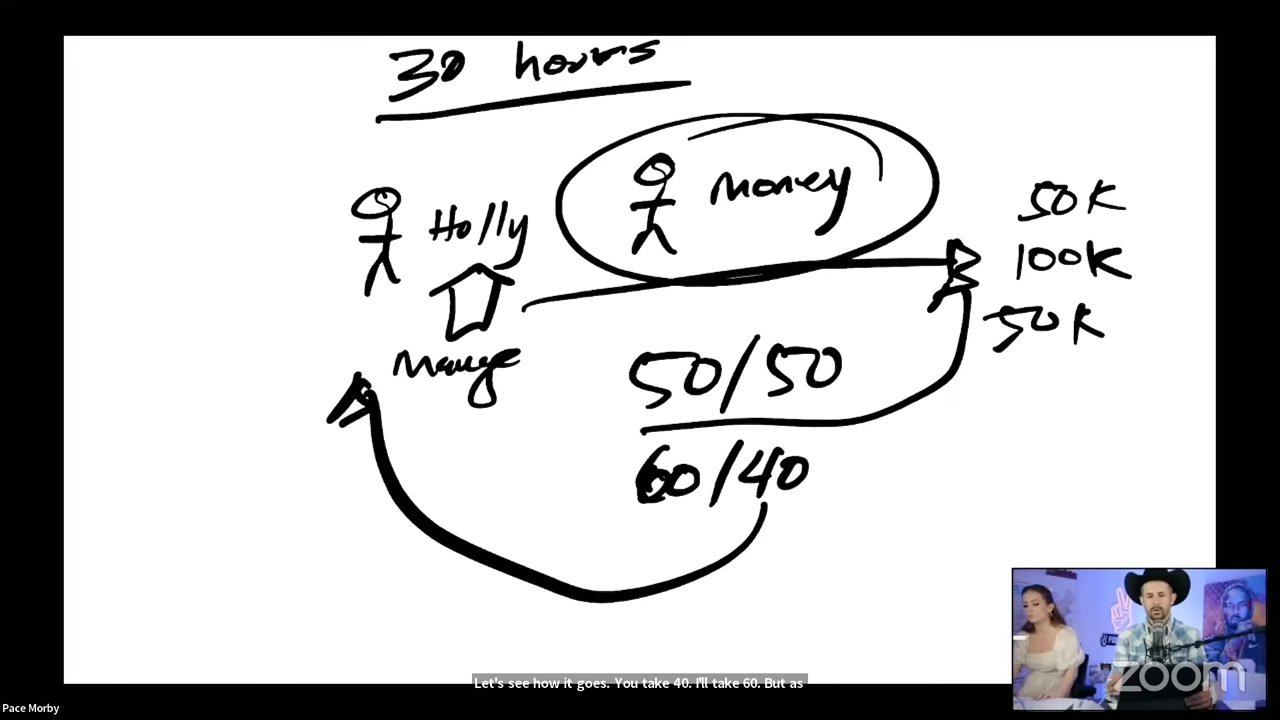 30 hours
Holly
Money
50K
100K
50K
Manage
50/50
60/40
Let's see how it goes. You take 40. I'll take 60. But as
zoom
Pace Morby